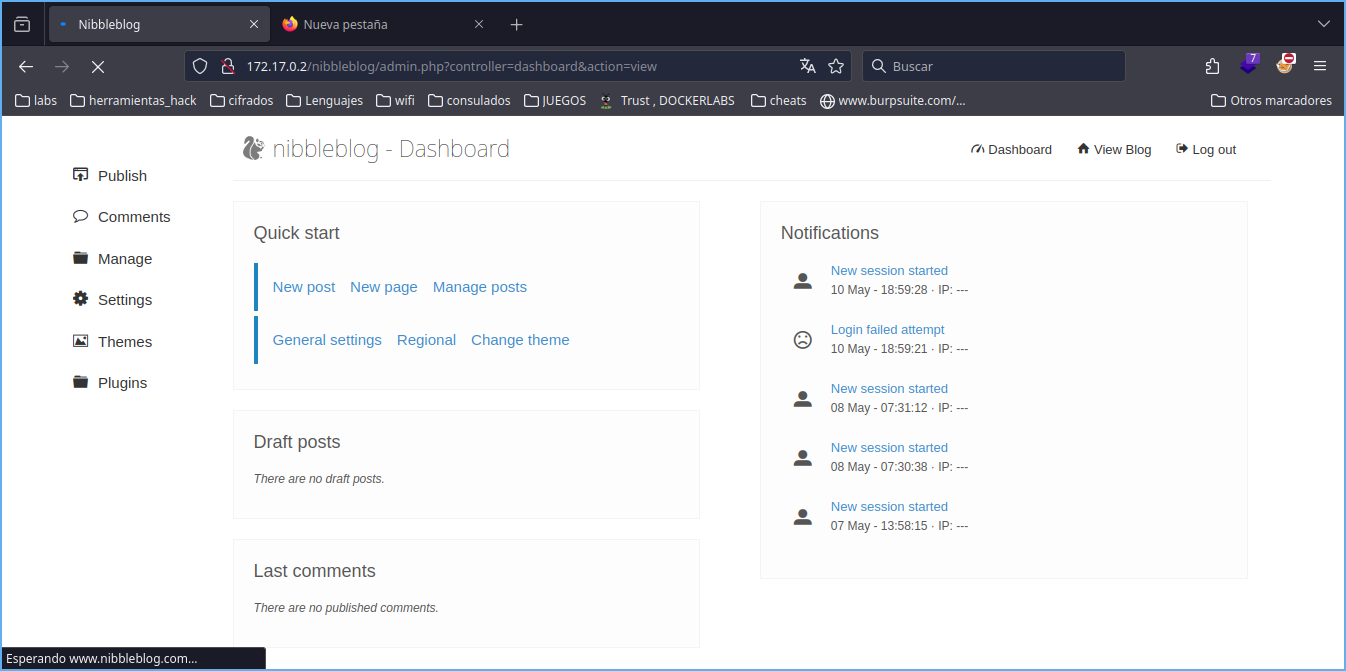 Nibbleblog
Nueva pestaña
172.17.0.2/nibbleblog/admin.php?controller=dashboard&action=view
Buscar
7
labs
herramientas_hack
cifrados
Lenguajes
wifi
consulados
JUEGOS
Trust , DOCKERLABS
cheats
www.burpsuite.com/...
Otros marcadores
nibbleblog - Dashboard
Dashboard
View Blog
Log out
Publish
Comments
Manage
Settings
Themes
Plugins
Quick start
New post New page Manage posts
General settings Regional Change theme
Draft posts
There are no draft posts.
Last comments
There are no published comments.
Notifications
New session started
10 May - 18:59:28 · IP: ---
Login failed attempt
10 May - 18:59:21 · IP: ---
New session started
08 May - 07:31:12 · IP: ---
New session started
08 May - 07:30:38 · IP: ---
New session started
07 May - 13:58:15 · IP: ---
Esperando www.nibbleblog.com...